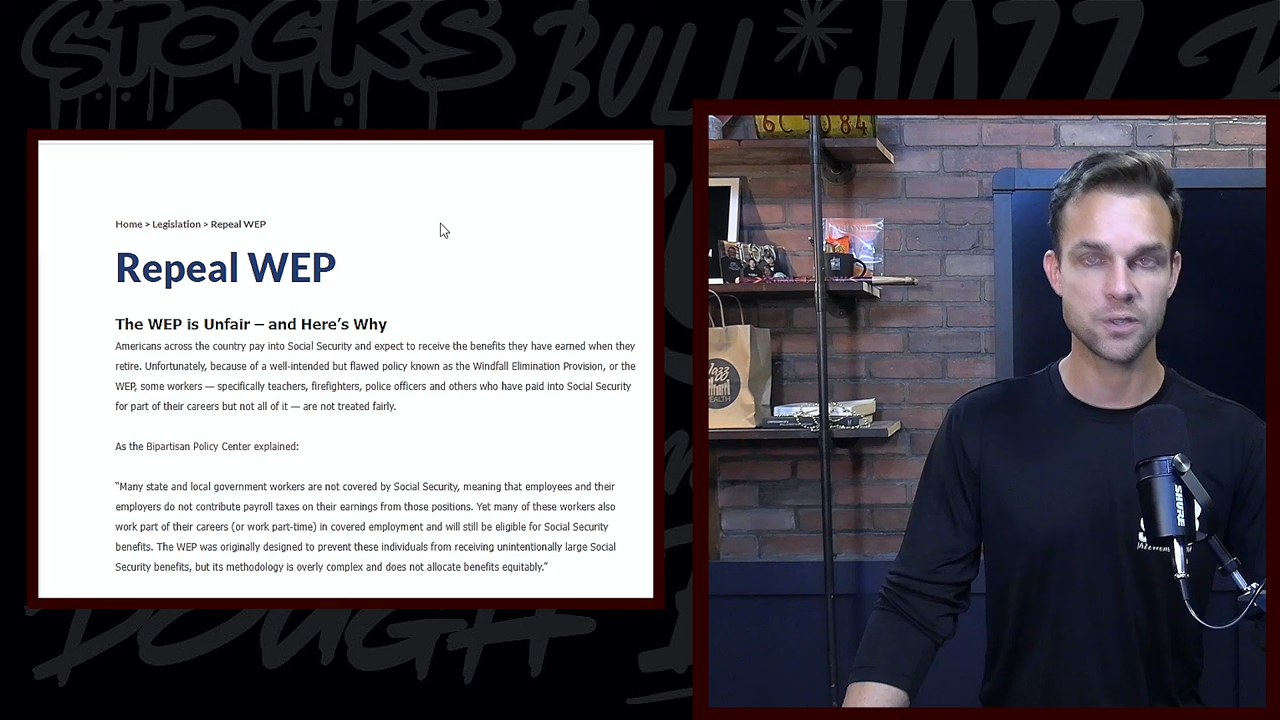 STOCKS
BULL
JAZZ
Home > Legislation > Repeal WEP
Repeal WEP
The WEP is Unfair – and Here's Why
Americans across the country pay into Social Security and expect to receive the benefits they have earned when they
retire. Unfortunately, because of a well-intended but flawed policy known as the Windfall Elimination Provision, or the
WEP, some workers — specifically teachers, firefighters, police officers and others who have paid into Social Security
for part of their careers but not all of it — are not treated fairly.
As the Bipartisan Policy Center explained:
“Many state and local government workers are not covered by Social Security, meaning that employees and their
employers do not contribute payroll taxes on their earnings from those positions. Yet many of these workers also
work part of their careers (or work part-time) in covered employment and will still be eligible for Social Security
benefits. The WEP was originally designed to prevent these individuals from receiving unintentionally large Social
Security benefits, but its methodology is overly complex and does not allocate benefits equitably.”
DOUGH
SHURE